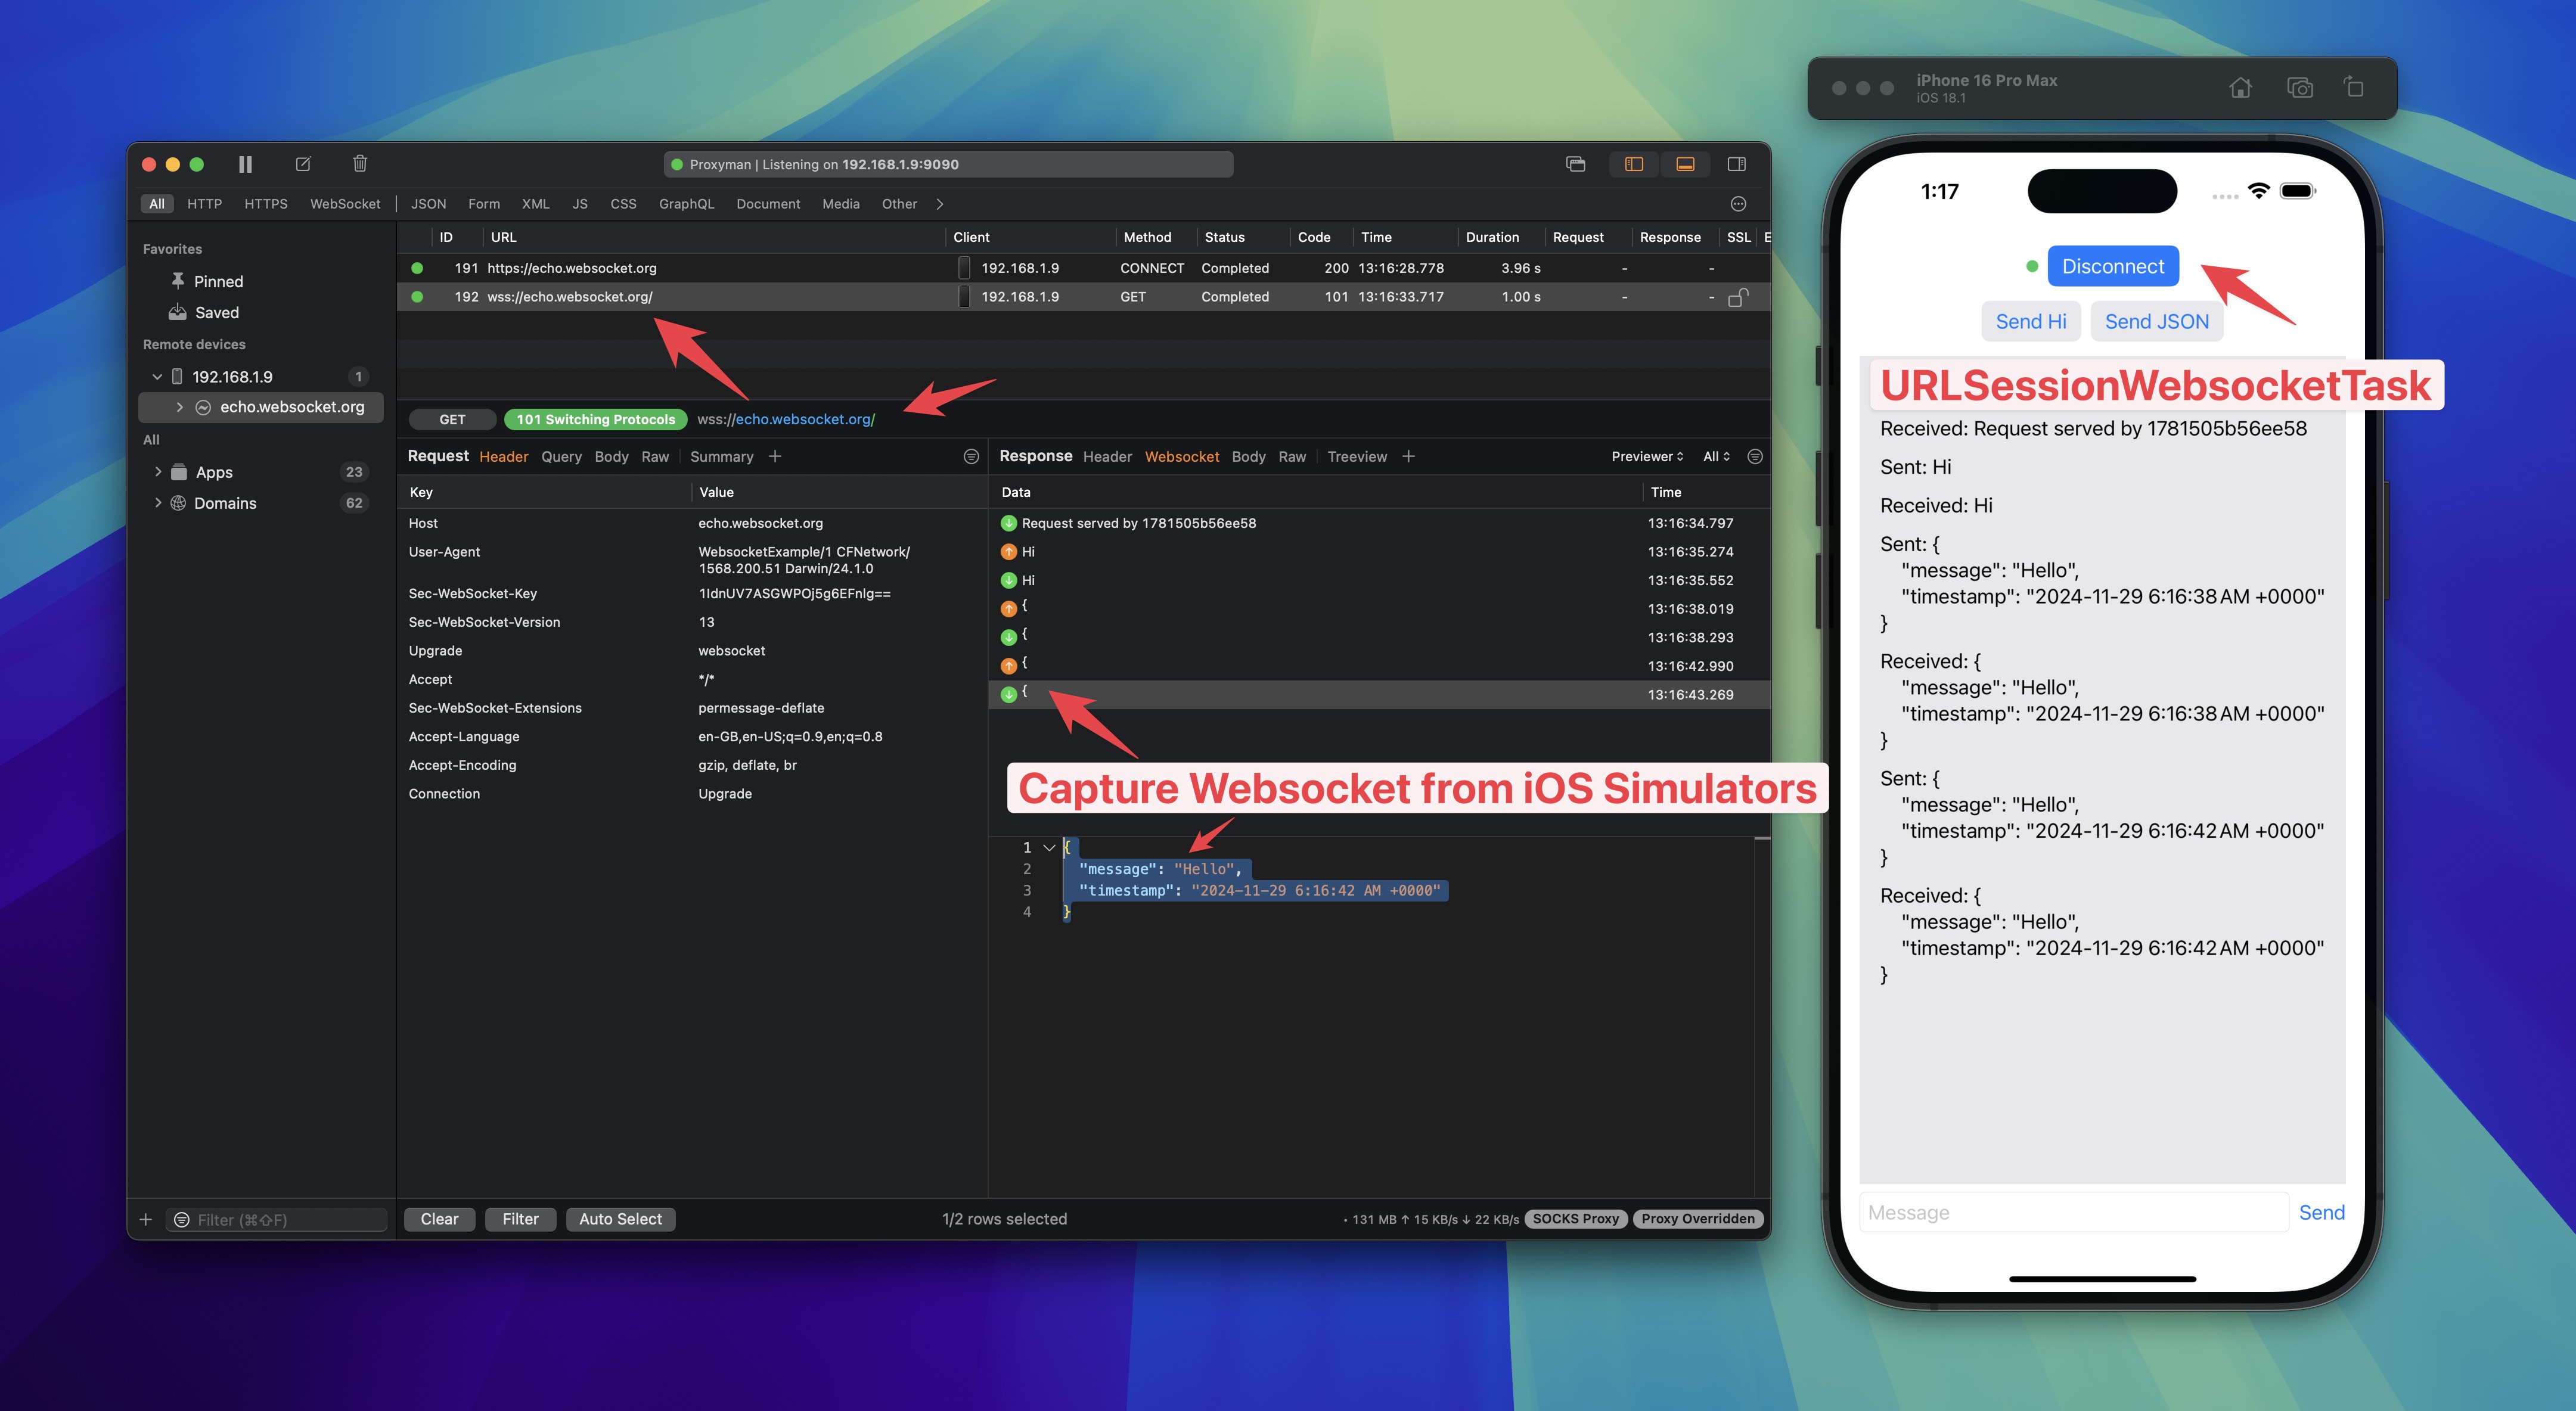 iPhone 16 Pro Max
iOS 18.1
Proxyman | Listening on 192.168.1.9:9090
All HTTP HTTPS WebSocket JSON Form XML JS CSS GraphQL Document Media Other
Favorites
Pinned
Saved
Remote devices
192.168.1.9 1
echo.websocket.org
All
Apps 23
Domains 62
Filter (⌘⇧F)
ID URL Client Method Status Code Time Duration Request Response SSL E
191 https://echo.websocket.org 192.168.1.9 CONNECT Completed 200 13:16:28.778 3.96 s - -
192 wss://echo.websocket.org/ 192.168.1.9 GET Completed 101 13:16:33.717 1.00 s - -
GET 101 Switching Protocols wss://echo.websocket.org/
Request Header Query Body Raw Summary +
Key Value
Host echo.websocket.org
User-Agent WebsocketExample/1 CFNetwork/
1568.200.51 Darwin/24.1.0
Sec-WebSocket-Key 1IdnUV7ASGWPOj5g6EFnlg==
Sec-WebSocket-Version 13
Upgrade websocket
Accept */*
Sec-WebSocket-Extensions permessage-deflate
Accept-Language en-GB,en-US;q=0.9,en;q=0.8
Accept-Encoding gzip, deflate, br
Connection Upgrade
Response Header Websocket Body Raw Treeview + Previewer All
Data Time
Request served by 1781505b56ee58 13:16:34.797
Hi 13:16:35.274
Hi 13:16:35.552
{ 13:16:38.019
{ 13:16:38.293
{ 13:16:42.990
{ 13:16:43.269
Capture Websocket from iOS Simulators
1 {
2 "message": "Hello",
3 "timestamp": "2024-11-29 6:16:42 AM +0000"
4 }
Clear Filter Auto Select 1/2 rows selected • 131 MB ↑ 15 KB/s ↓ 22 KB/s SOCKS Proxy Proxy Overridden
1:17
Disconnect
Send Hi Send JSON
URLSessionWebsocketTask
Received: Request served by 1781505b56ee58
Sent: Hi
Received: Hi
Sent: {
"message": "Hello",
"timestamp": "2024-11-29 6:16:38 AM +0000"
}
Received: {
"message": "Hello",
"timestamp": "2024-11-29 6:16:38 AM +0000"
}
Sent: {
"message": "Hello",
"timestamp": "2024-11-29 6:16:42 AM +0000"
}
Received: {
"message": "Hello",
"timestamp": "2024-11-29 6:16:42 AM +0000"
}
Message Send